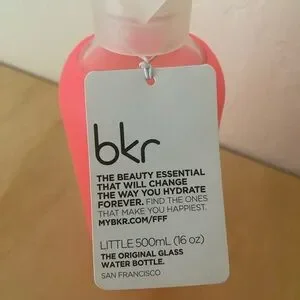 bkr
THE BEAUTY ESSENTIAL
THAT WILL CHANGE
THE WAY YOU HYDRATE
FOREVER. FIND THE ONES
THAT MAKE YOU HAPPIEST.
MYBKR.COM/FFF
LITTLE 500mL (16 oz)
THE ORIGINAL GLASS
WATER BOTTLE.
SAN FRANCISCO